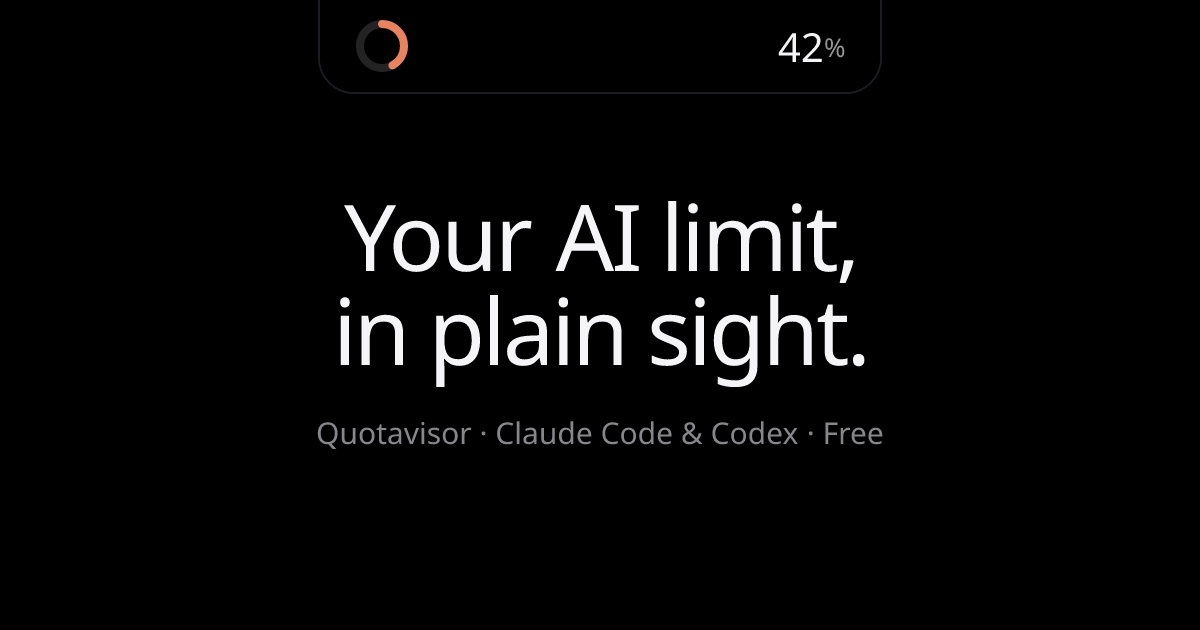 42%
Your AI limit,
in plain sight.
Quotavisor · Claude Code & Codex · Free